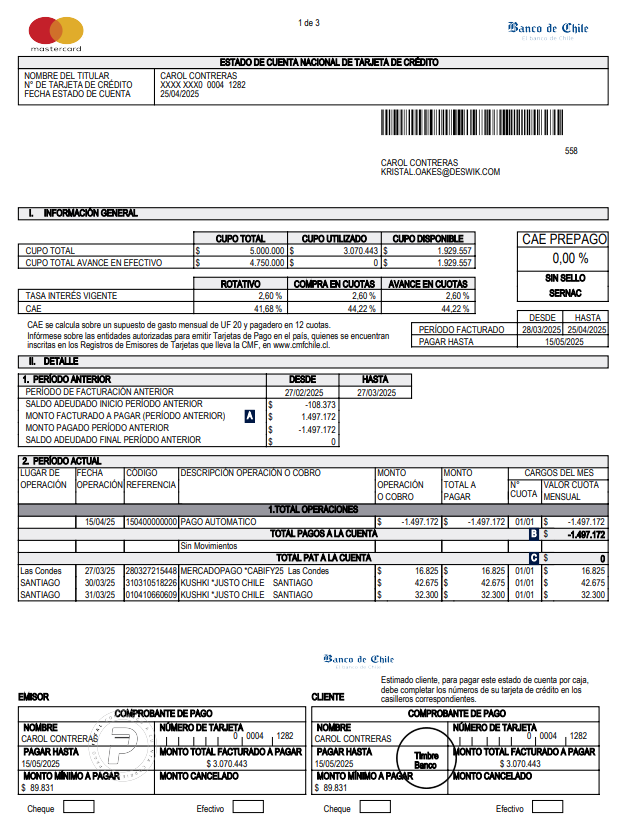 1 de 3
mastercard
Banco de Chile
El banco de Chile
ESTADO DE CUENTA NACIONAL DE TARJETA DE CRÉDITO
NOMBRE DEL TITULAR CAROL CONTRERAS
N° DE TARJETA DE CRÉDITO XXXX XXX0 0004 1282
FECHA ESTADO DE CUENTA 25/04/2025
558
CAROL CONTRERAS
KRISTAL.OAKES@DESWIK.COM
I. INFORMACIÓN GENERAL
CUPO TOTAL CUPO UTILIZADO CUPO DISPONIBLE
CUPO TOTAL $ 5.000.000 $ 3.070.443 $ 1.929.557
CUPO TOTAL AVANCE EN EFECTIVO $ 4.750.000 $ 0 $ 1.929.557
CAE PREPAGO
0,00 %
SIN SELLO
SERNAC
ROTATIVO COMPRA EN CUOTAS AVANCE EN CUOTAS
TASA INTERÉS VIGENTE 2,60 % 2,60 % 2,60 %
CAE 41,68 % 44,22 % 44,22 %
CAE se calcula sobre un supuesto de gasto mensual de UF 20 y pagadero en 12 cuotas.
Infórmese sobre las entidades autorizadas para emitir Tarjetas de Pago en el país, quienes se encuentran
inscritas en los Registros de Emisores de Tarjetas que lleva la CMF, en www.cmfchile.cl.
DESDE HASTA
PERÍODO FACTURADO 28/03/2025 25/04/2025
PAGAR HASTA 15/05/2025
II. DETALLE
1. PERÍODO ANTERIOR DESDE HASTA
PERÍODO DE FACTURACIÓN ANTERIOR 27/02/2025 27/03/2025
SALDO ADEUDADO INICIO PERÍODO ANTERIOR $ -108.373
MONTO FACTURADO A PAGAR (PERÍODO ANTERIOR) A $ 1.497.172
MONTO PAGADO PERÍODO ANTERIOR $ -1.497.172
SALDO ADEUDADO FINAL PERÍODO ANTERIOR $ 0
2. PERÍODO ACTUAL
LUGAR DE OPERACIÓN FECHA OPERACIÓN CÓDIGO REFERENCIA DESCRIPCIÓN OPERACIÓN O COBRO MONTO OPERACIÓN O COBRO MONTO TOTAL A PAGAR CARGOS DEL MES N° CUOTA VALOR CUOTA MENSUAL
1.TOTAL OPERACIONES
15/04/25 150400000000 PAGO AUTOMATICO $ -1.497.172 $ -1.497.172 01/01 $ -1.497.172
TOTAL PAGOS A LA CUENTA B $ -1.497.172
Sin Movimientos
TOTAL PAT A LA CUENTA C $ 0
Las Condes 27/03/25 280327215448 MERCADOPAGO *CABIFY25 Las Condes $ 16.825 $ 16.825 01/01 $ 16.825
SANTIAGO 30/03/25 310310518226 KUSHKI *JUSTO CHILE SANTIAGO $ 42.675 $ 42.675 01/01 $ 42.675
SANTIAGO 31/03/25 010410660609 KUSHKI *JUSTO CHILE SANTIAGO $ 32.300 $ 32.300 01/01 $ 32.300
Banco de Chile
Estimado cliente, para pagar este estado de cuenta por caja,
debe completar los números de su tarjeta de crédito en los
casilleros correspondientes.
EMISOR
COMPROBANTE DE PAGO
NOMBRE NÚMERO DE TARJETA
CAROL CONTRERAS 0 0004 1282
PAGAR HASTA MONTO TOTAL FACTURADO A PAGAR
15/05/2025 $ 3.070.443
MONTO MÍNIMO A PAGAR MONTO CANCELADO
$ 89.831
Cheque Efectivo
CLIENTE
COMPROBANTE DE PAGO
NOMBRE NÚMERO DE TARJETA
CAROL CONTRERAS 0 0004 1282
PAGAR HASTA MONTO TOTAL FACTURADO A PAGAR
15/05/2025 $ 3.070.443
Timbre
Banco
MONTO MÍNIMO A PAGAR MONTO CANCELADO
$ 89.831
Cheque Efectivo